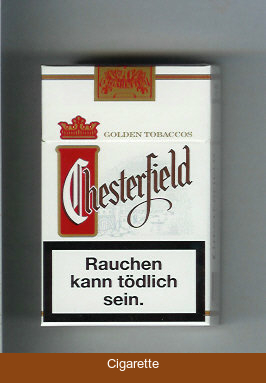 GOLDEN TOBACCOS
Chesterfield
Rauchen
kann tödlich
sein.
Cigarette